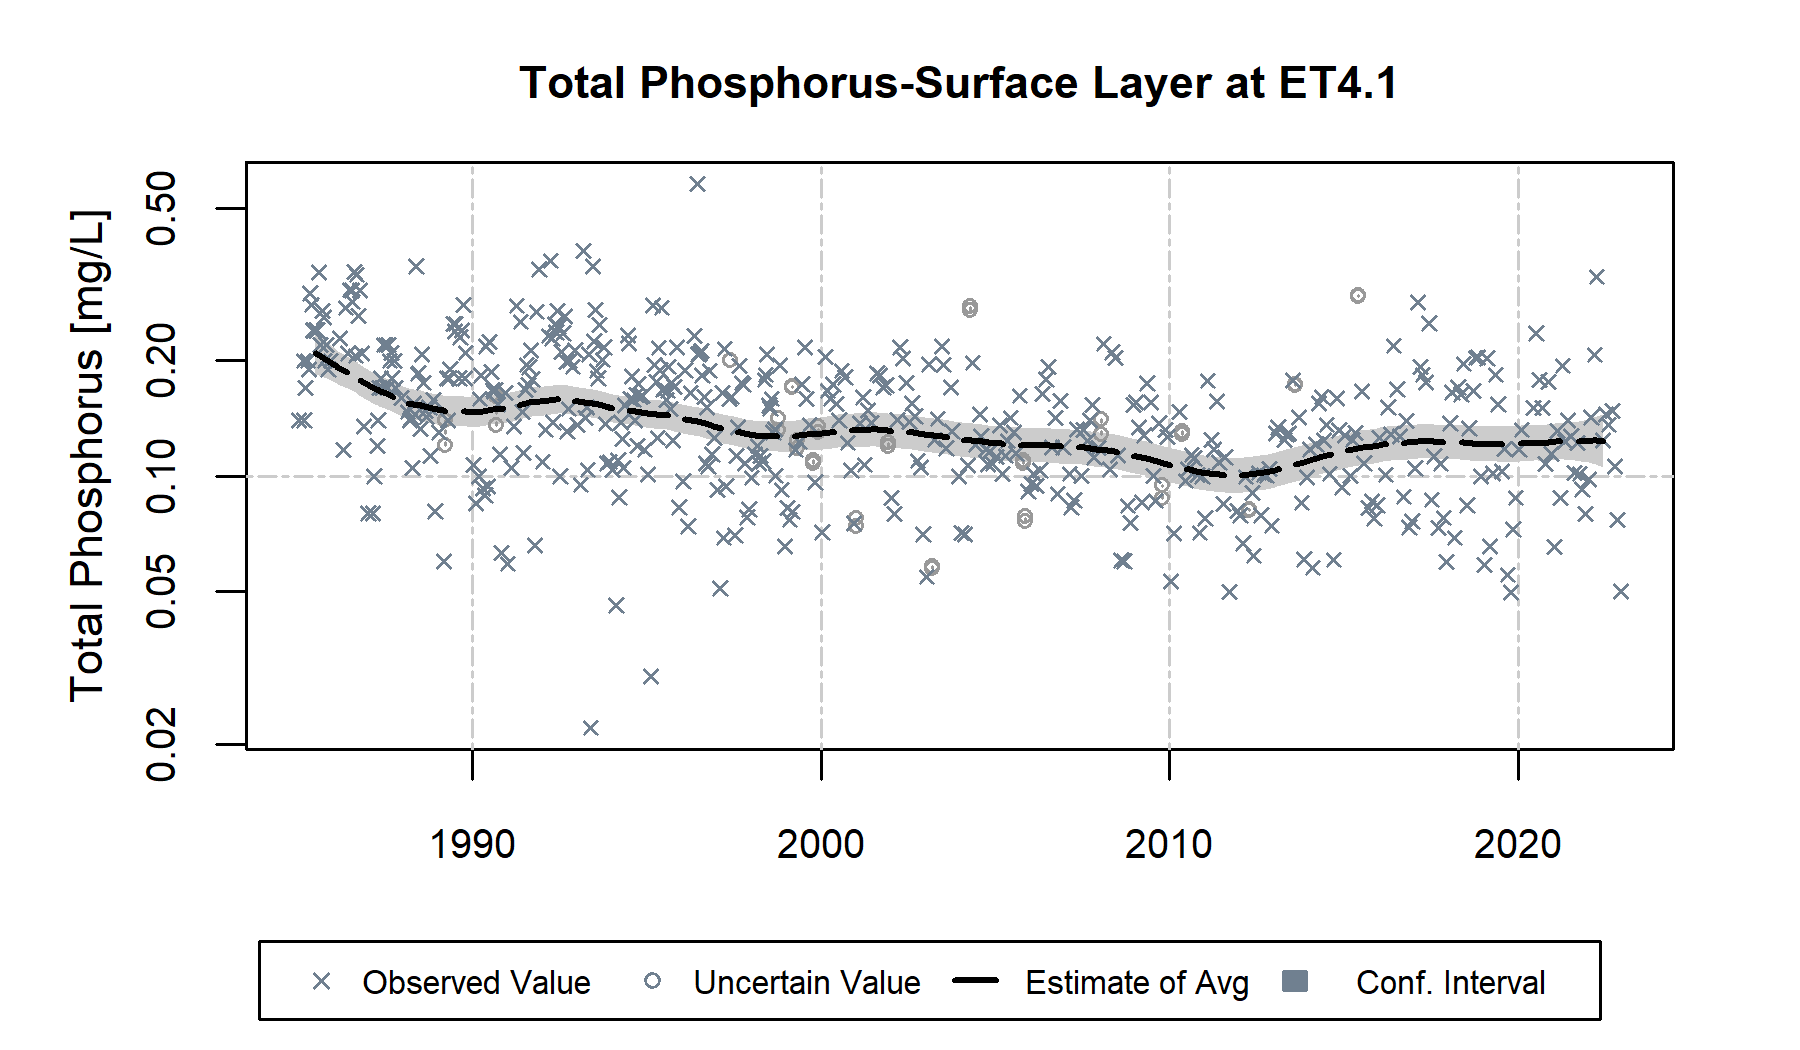 Total Phosphorus-Surface Layer at ET4.1
Total Phosphorus [mg/L]
0.50
0.20
0.10
0.05
0.02
1990 2000 2010 2020
Observed Value Uncertain Value Estimate of Avg Conf. Interval